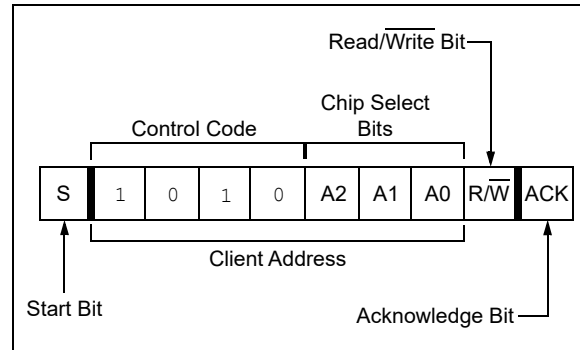 Read/Write Bit
Chip Select
Bits
Control Code
S 1 0 1 0 A2 A1 A0 R/W ACK
Client Address
Start Bit
Acknowledge Bit